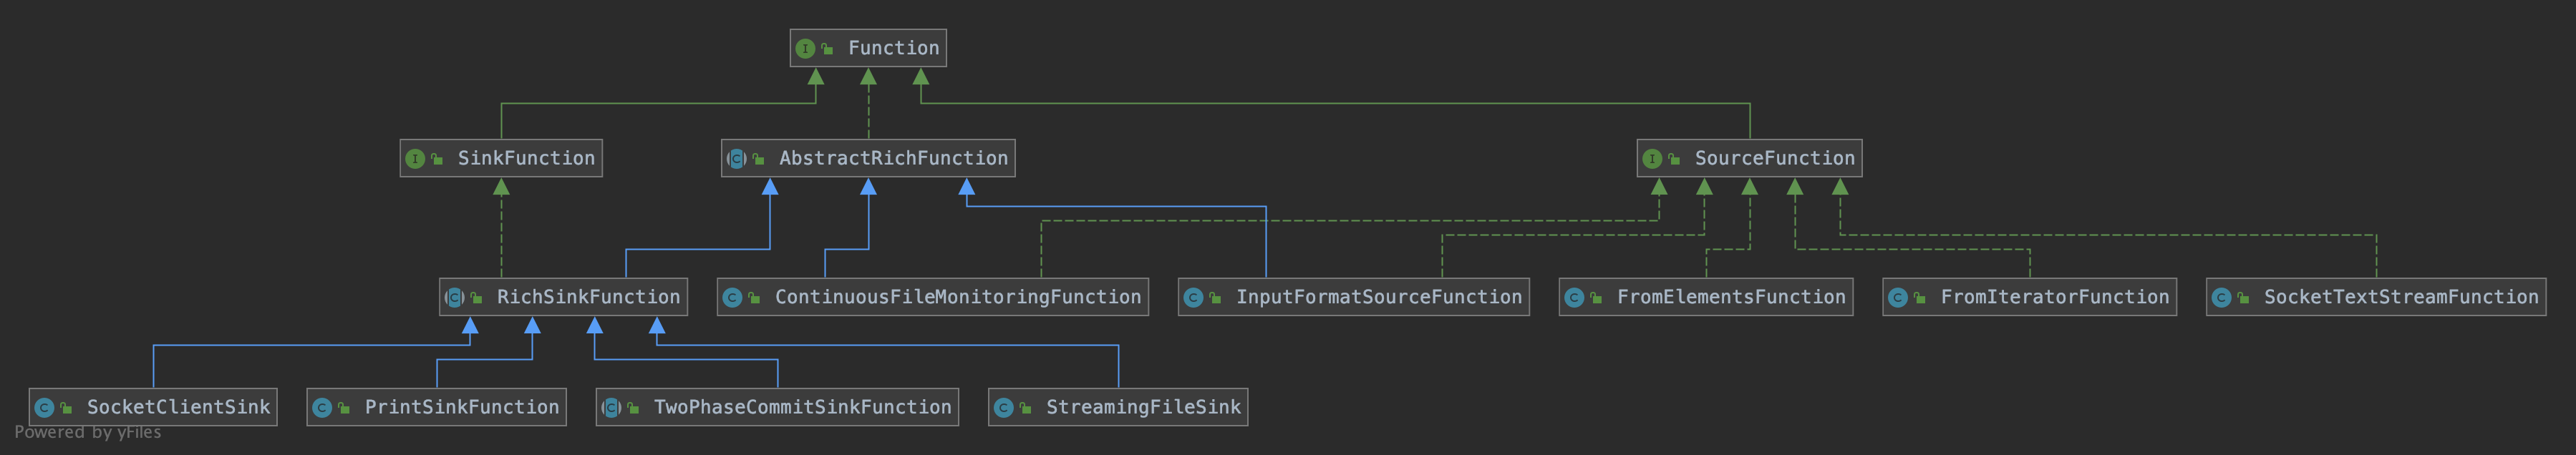 Function
SinkFunction
AbstractRichFunction
SourceFunction
RichSinkFunction
ContinuousFileMonitoringFunction
InputFormatSourceFunction
FromElementsFunction
FromIteratorFunction
SocketTextStreamFunction
SocketClientSink
PrintSinkFunction
TwoPhaseCommitSinkFunction
StreamingFileSink
Powered by yFiles